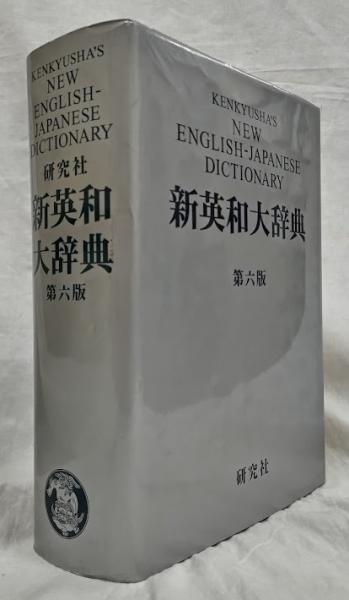 KENKYUSHA'S
NEW
ENGLISH-
JAPANESE
DICTIONARY
研究社
新英和
大辞典
第六版
KENKYUSHA'S
NEW
ENGLISH-JAPANESE
DICTIONARY
新英和大辞典
第六版
研究社